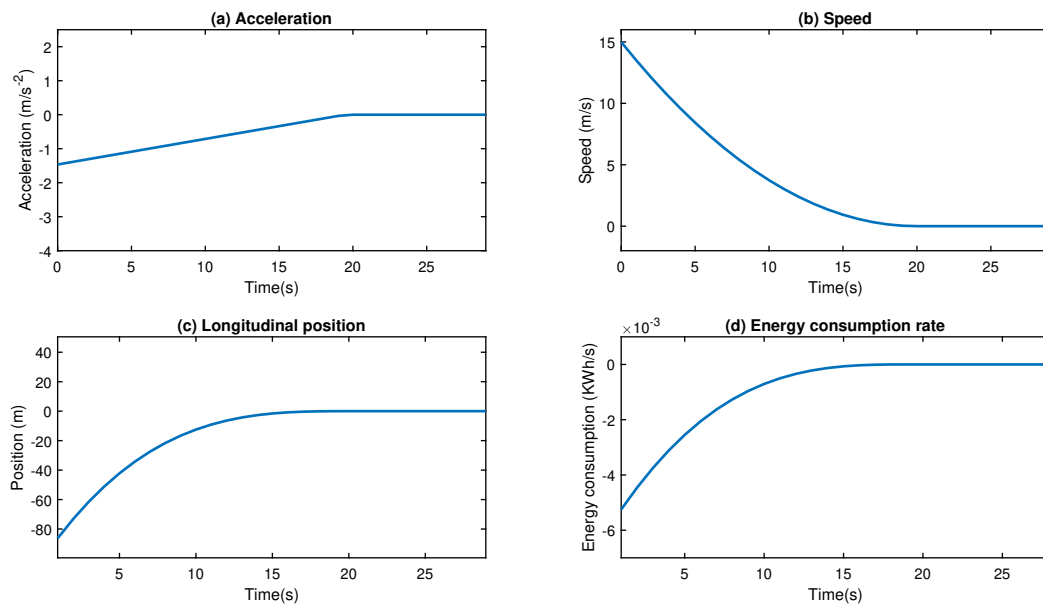 (a) Acceleration
2
1
0
-1
-2
-3
-4
Acceleration (m/s⁻²)
0 5 10 15 20 25
Time(s)
(b) Speed
15
10
5
0
Speed (m/s)
0 5 10 15 20 25
Time(s)
(c) Longitudinal position
40
20
0
-20
-40
-60
-80
Position (m)
5 10 15 20 25
Time(s)
(d) Energy consumption rate
×10⁻³
0
-2
-4
-6
Energy consumption (KWh/s)
5 10 15 20 25
Time(s)